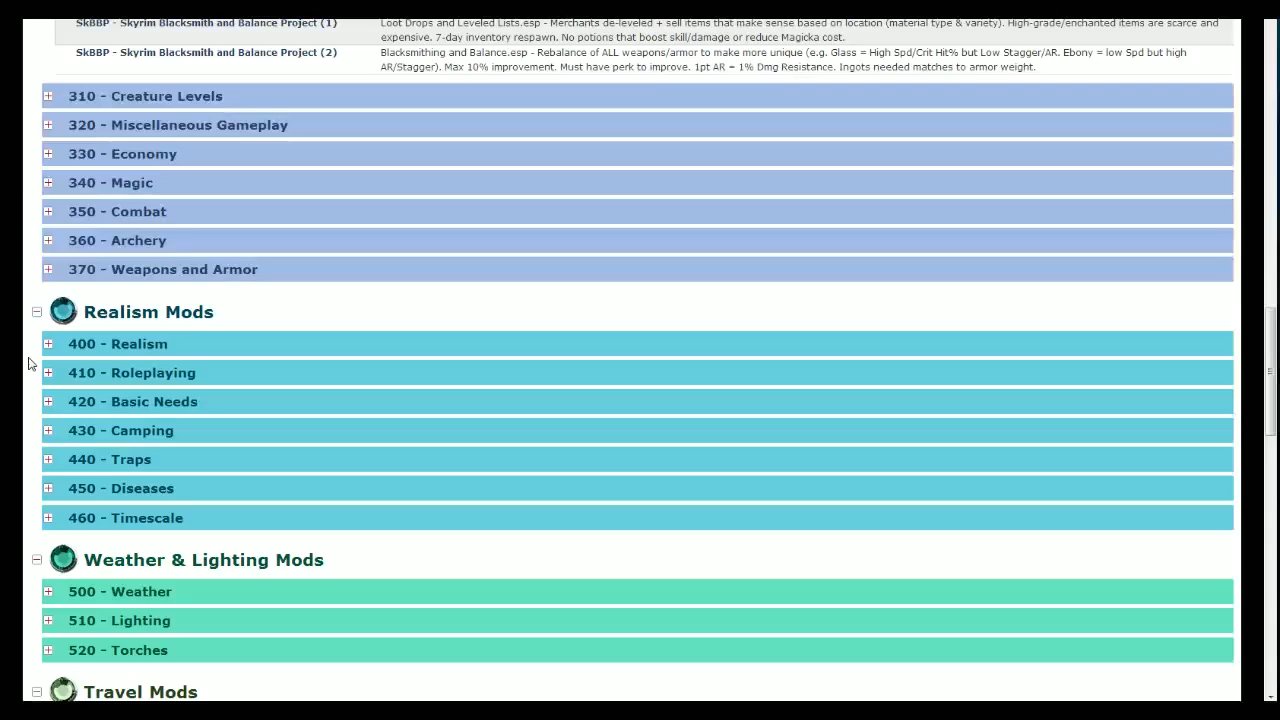 SkBBP - Skyrim Blacksmith and Balance Project (1)
Loot Drops and Leveled Lists.esp - Merchants de-leveled + sell items that make sense based on location (material type & variety). High-grade/enchanted items are scarce and
expensive. 7-day inventory respawn. No potions that boost skill/damage or reduce Magicka cost.
SkBBP - Skyrim Blacksmith and Balance Project (2)
Blacksmithing and Balance.esp - Rebalance of ALL weapons/armor to make more unique (e.g. Glass = High Spd/Crit Hit% but Low Stagger/AR. Ebony = low Spd but high
AR/Stagger). Max 10% improvement. Must have perk to improve. 1pt AR = 1% Dmg Resistance. Ingots needed matches to armor weight.
310 - Creature Levels
320 - Miscellaneous Gameplay
330 - Economy
340 - Magic
350 - Combat
360 - Archery
370 - Weapons and Armor
Realism Mods
400 - Realism
410 - Roleplaying
420 - Basic Needs
430 - Camping
440 - Traps
450 - Diseases
460 - Timescale
Weather & Lighting Mods
500 - Weather
510 - Lighting
520 - Torches
Travel Mods